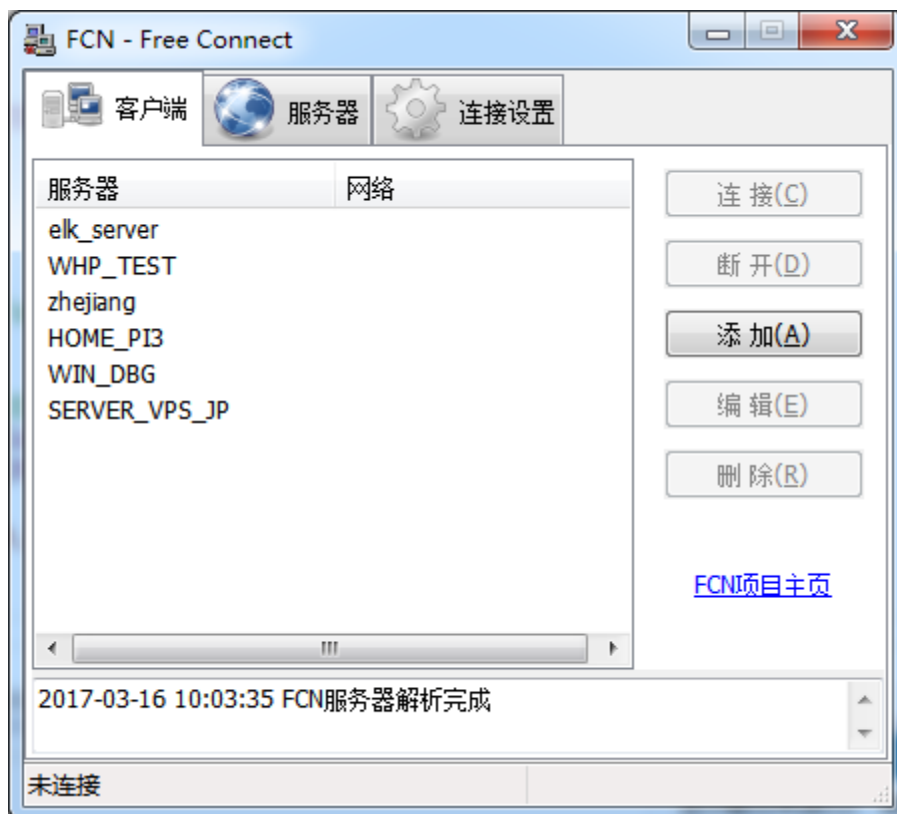 FCN - Free Connect
客户端 服务器 连接设置
服务器 网络
elk_server
WHP_TEST
zhejiang
HOME_PI3
WIN_DBG
SERVER_VPS_JP
连 接(C)
断 开(D)
添 加(A)
编 辑(E)
删 除(R)
FCN项目主页
2017-03-16 10:03:35 FCN服务器解析完成
未连接